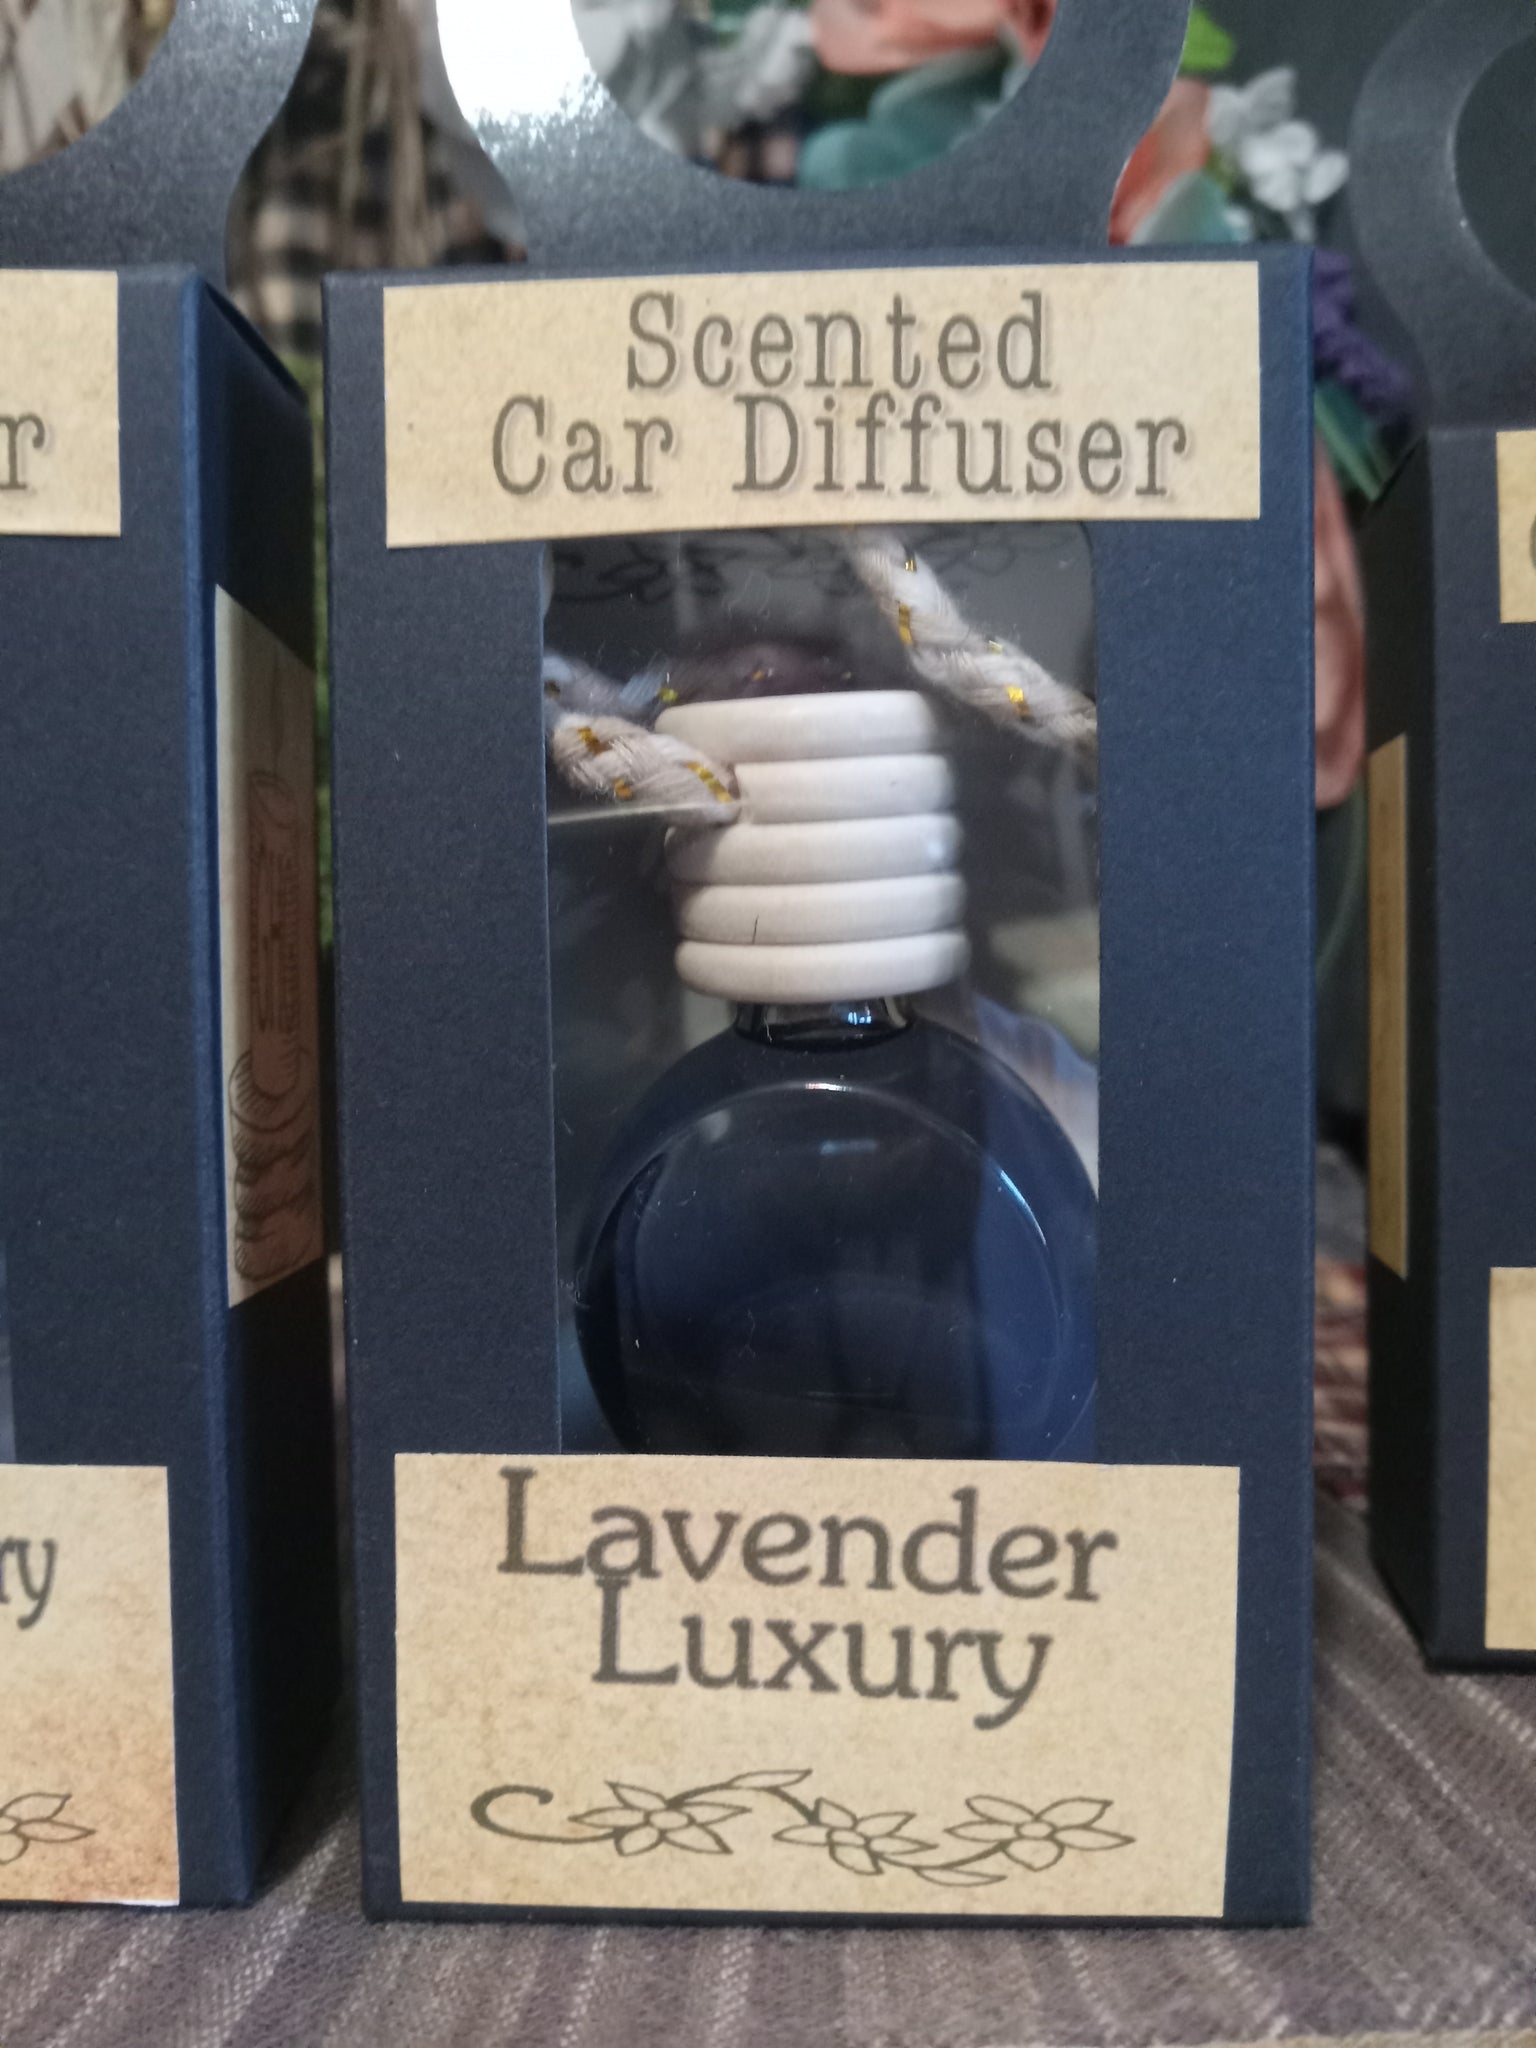 Scented
Car Diffuser
Lavender
Luxury